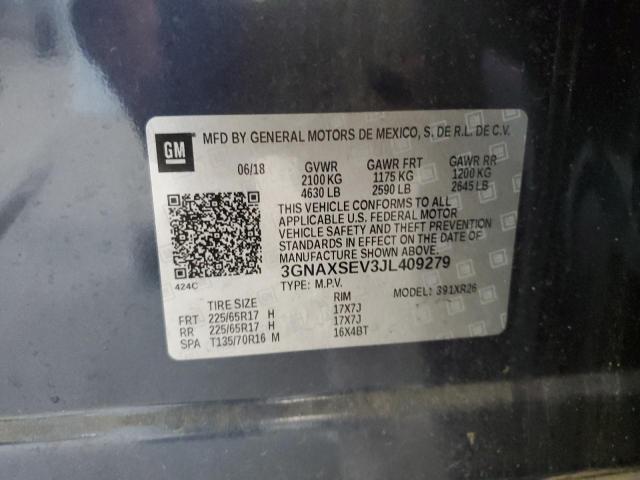 GM MFD BY GENERAL MOTORS DE MEXICO, S. DE R.L. DE C.V.
06/18 GVWR GAWR FRT GAWR RR
2100 KG 1175 KG 1200 KG
4630 LB 2590 LB 2645 LB
THIS VEHICLE CONFORMS TO ALL
APPLICABLE U.S. FEDERAL MOTOR
VEHICLE SAFETY AND THEFT PREVENTION
STANDARDS IN EFFECT ON THE DATE OF
MANUFACTURE SHOWN ABOVE.
3GNAXSEV3JL409279
424C
TYPE: M.P.V. MODEL: 391XR26
TIRE SIZE RIM
FRT 225/65R17 H 17X7J
RR 225/65R17 H 17X7J
SPA T135/70R16 M 16X4BT